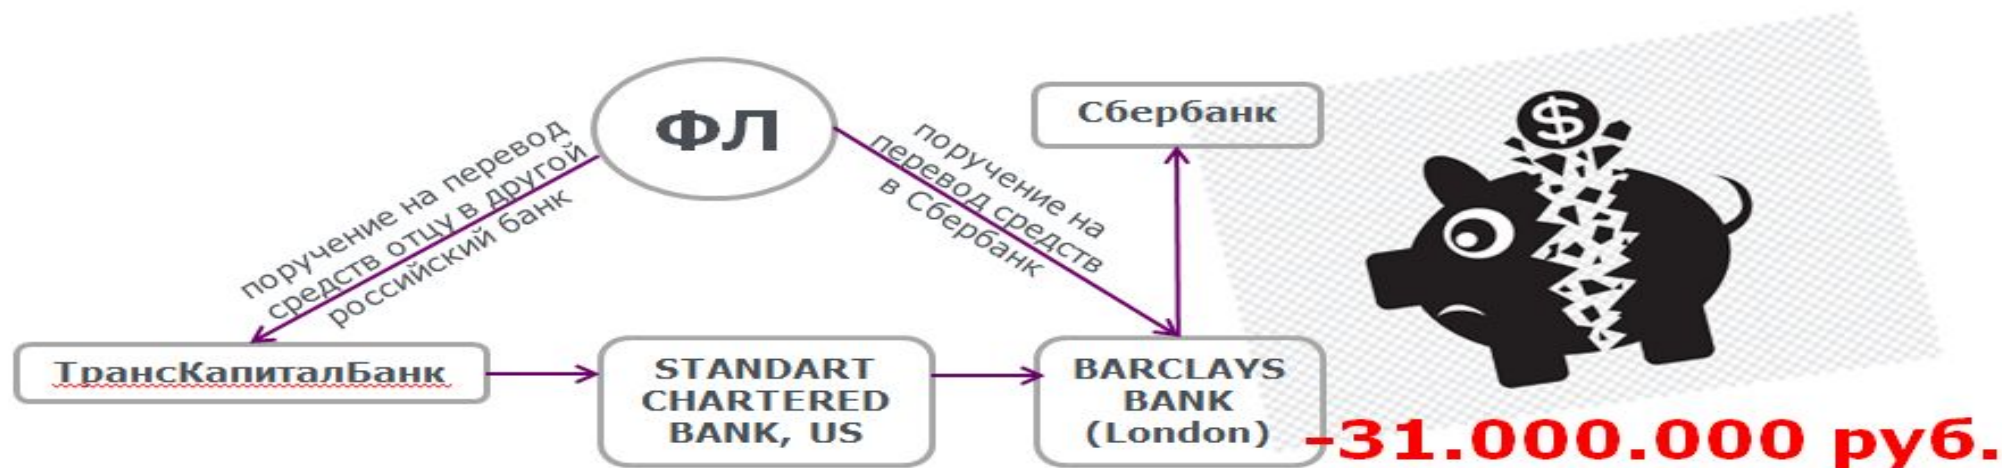 ФЛ
Сбербанк
поручение на перевод
средств отцу в другой
российский банк
поручение на
перевод средств
в Сбербанк
$
ТрансКапиталБанк
STANDART
CHARTERED
BANK, US
BARCLAYS
BANK
(London)
-31.000.000 руб.